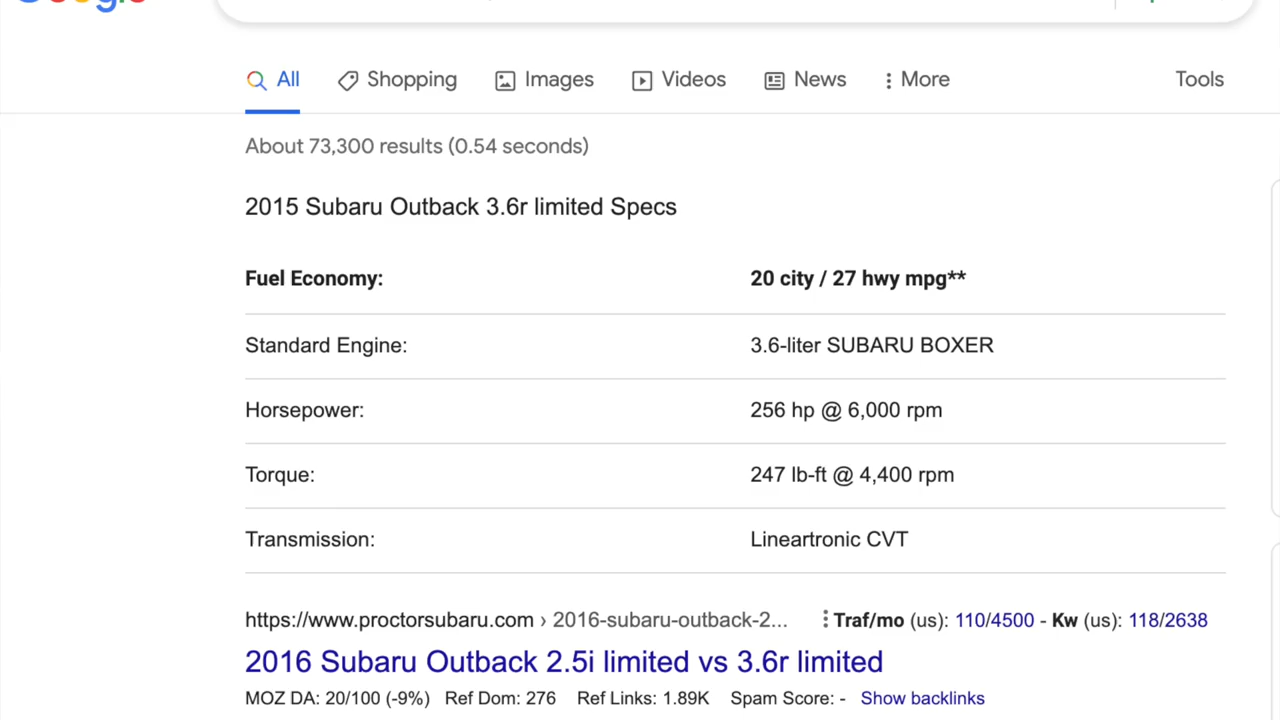 All Shopping Images Videos News More Tools
About 73,300 results (0.54 seconds)
2015 Subaru Outback 3.6r limited Specs
Fuel Economy: 20 city / 27 hwy mpg**
Standard Engine: 3.6-liter SUBARU BOXER
Horsepower: 256 hp @ 6,000 rpm
Torque: 247 lb-ft @ 4,400 rpm
Transmission: Lineartronic CVT
https://www.proctorsubaru.com › 2016-subaru-outback-2... Traf/mo (us): 110/4500 - Kw (us): 118/2638
2016 Subaru Outback 2.5i limited vs 3.6r limited
MOZ DA: 20/100 (-9%) Ref Dom: 276 Ref Links: 1.89K Spam Score: - Show backlinks